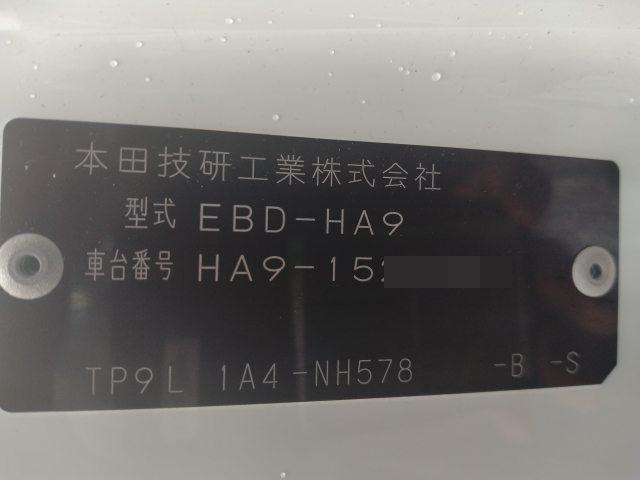 本田技研工業株式会社
型式 EBD-HA9
車台番号 HA9-15
TP9L 1A4-NH578 -B -S